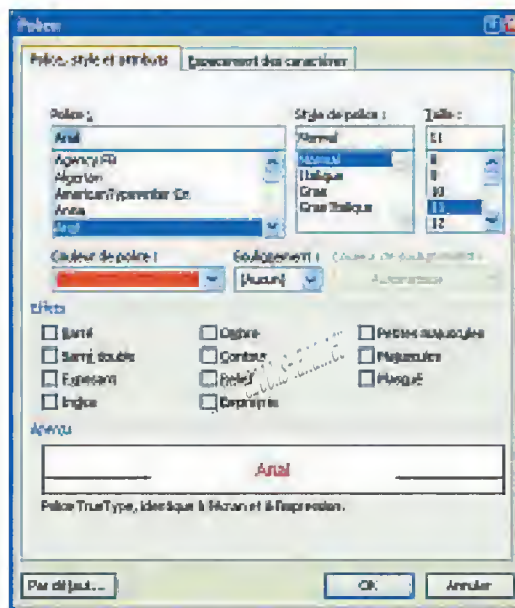 Police
Police, style et attributs Espacement des caractères
Police : Style de police : Taille :
Arial Normal 11
Agency FB Normal 8
Algerian Italique 9
AmericanTypewriter Cn Gras 10
Anna Gras Italique 11
Arial 12
Couleur de police : Soulignement : Couleur de soulignement :
(Aucun) Automatique
Effets
Barré Ombre Petites majuscules
Barré double Contour Majuscules
Exposant Relief Masqué
Indice Empreinte
Aperçu
Arial
Police TrueType, identique à l'écran et à l'impression.
Par défaut... OK Annuler